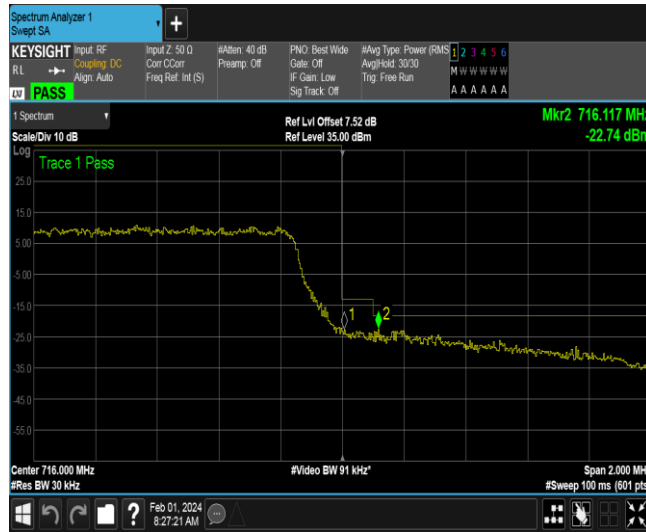 Spectrum Analyzer 1
Swept SA
+
KEYSIGHT
RL
LXI PASS
Input: RF
Coupling: DC
Align: Auto
Input Z: 50 Ω
Corr CCorr
Freq Ref: Int (S)
#Atten: 40 dB
Preamp: Off
PNO: Best Wide
Gate: Off
IF Gain: Low
Sig Track: Off
#Avg Type: Power (RMS
Avg|Hold: 30/30
Trig: Free Run
1 2 3 4 5 6
M W W W W W
A A A A A A
1 Spectrum
Scale/Div 10 dB
Ref Lvl Offset 7.52 dB
Ref Level 35.00 dBm
Mkr2 716.117 MHz
-22.74 dBm
Log
Trace 1 Pass
25.0
15.0
5.00
-5.00
-15.0
-25.0
-35.0
-45.0
-55.0
1
2
Center 716.000 MHz
#Res BW 30 kHz
#Video BW 91 kHz*
Span 2.000 MHz
#Sweep 100 ms (601 pts
?
Feb 01, 2024
8:27:21 AM